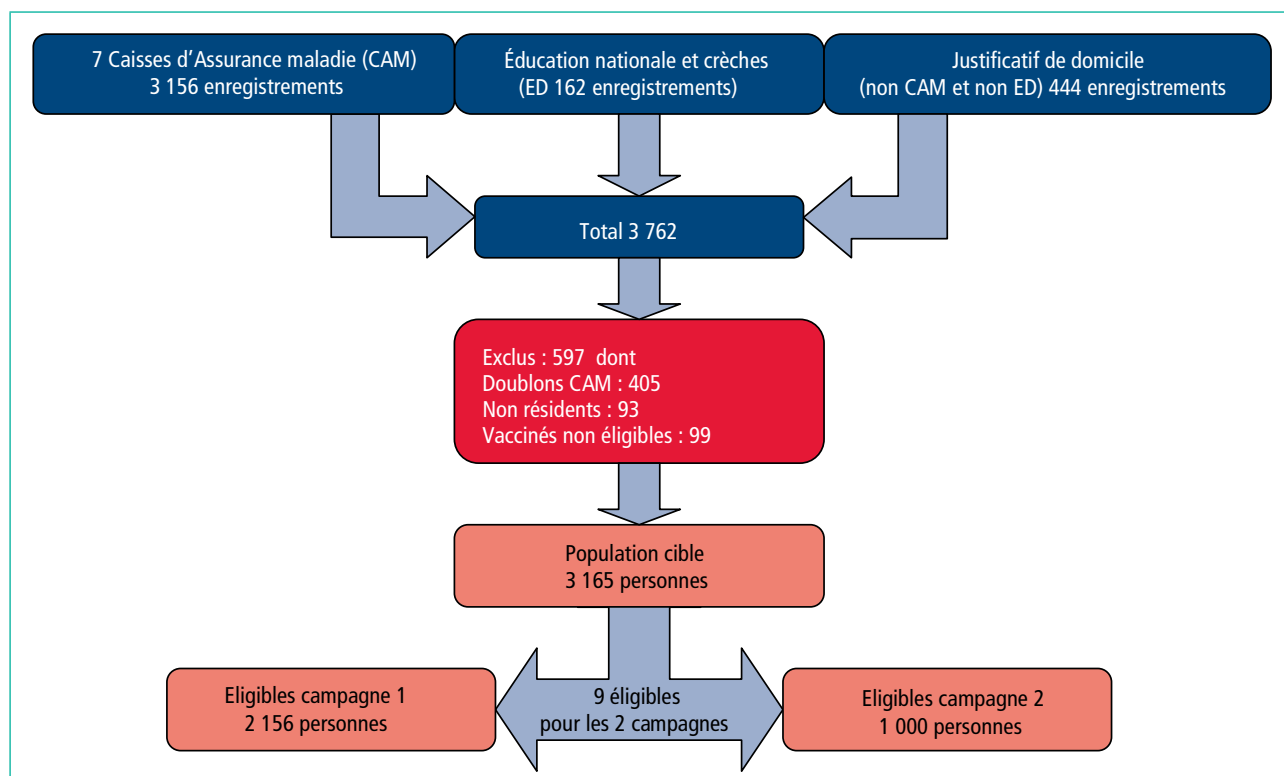 7 Caisses d'Assurance maladie (CAM)
3 156 enregistrements
Éducation nationale et crèches
(ED 162 enregistrements)
Justificatif de domicile
(non CAM et non ED) 444 enregistrements
Total 3 762
Exclus : 597 dont
Doublons CAM : 405
Non résidents : 93
Vaccinés non éligibles : 99
Population cible
3 165 personnes
Eligibles campagne 1
2 156 personnes
9 éligibles
pour les 2 campagnes
Eligibles campagne 2
1 000 personnes